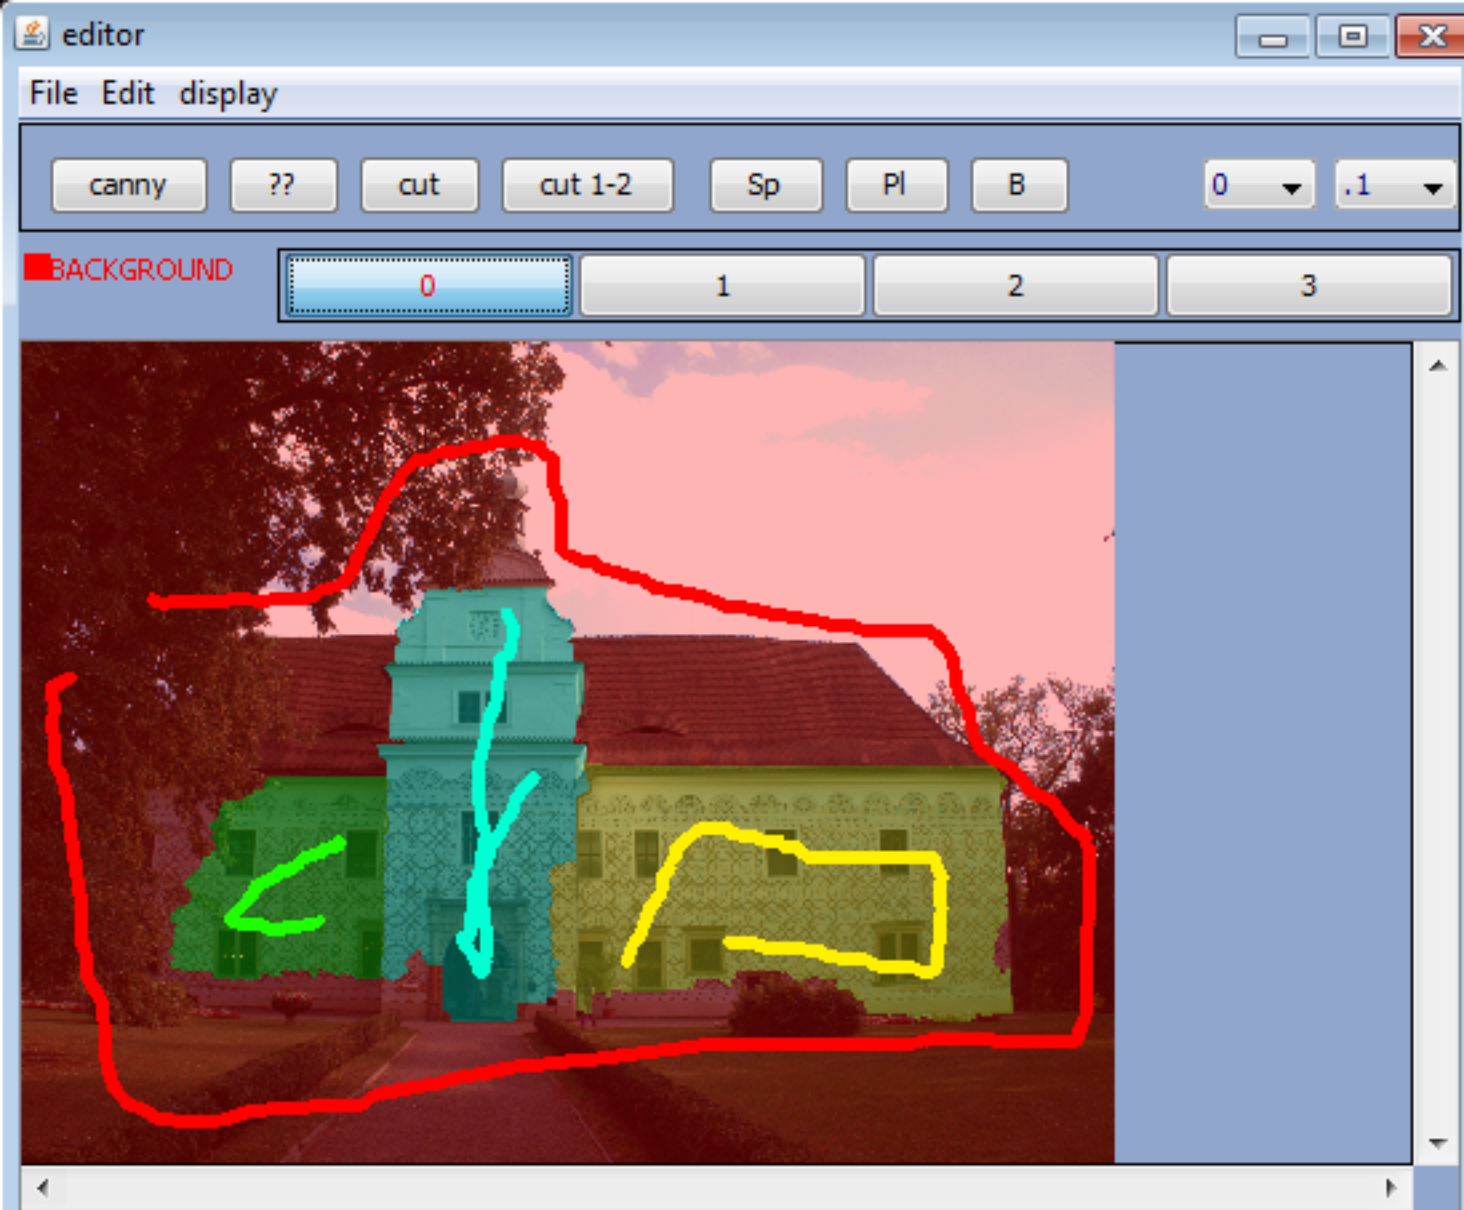 editor
File Edit display
canny ?? cut cut 1-2 Sp Pl B 0 .1
BACKGROUND 0 1 2 3